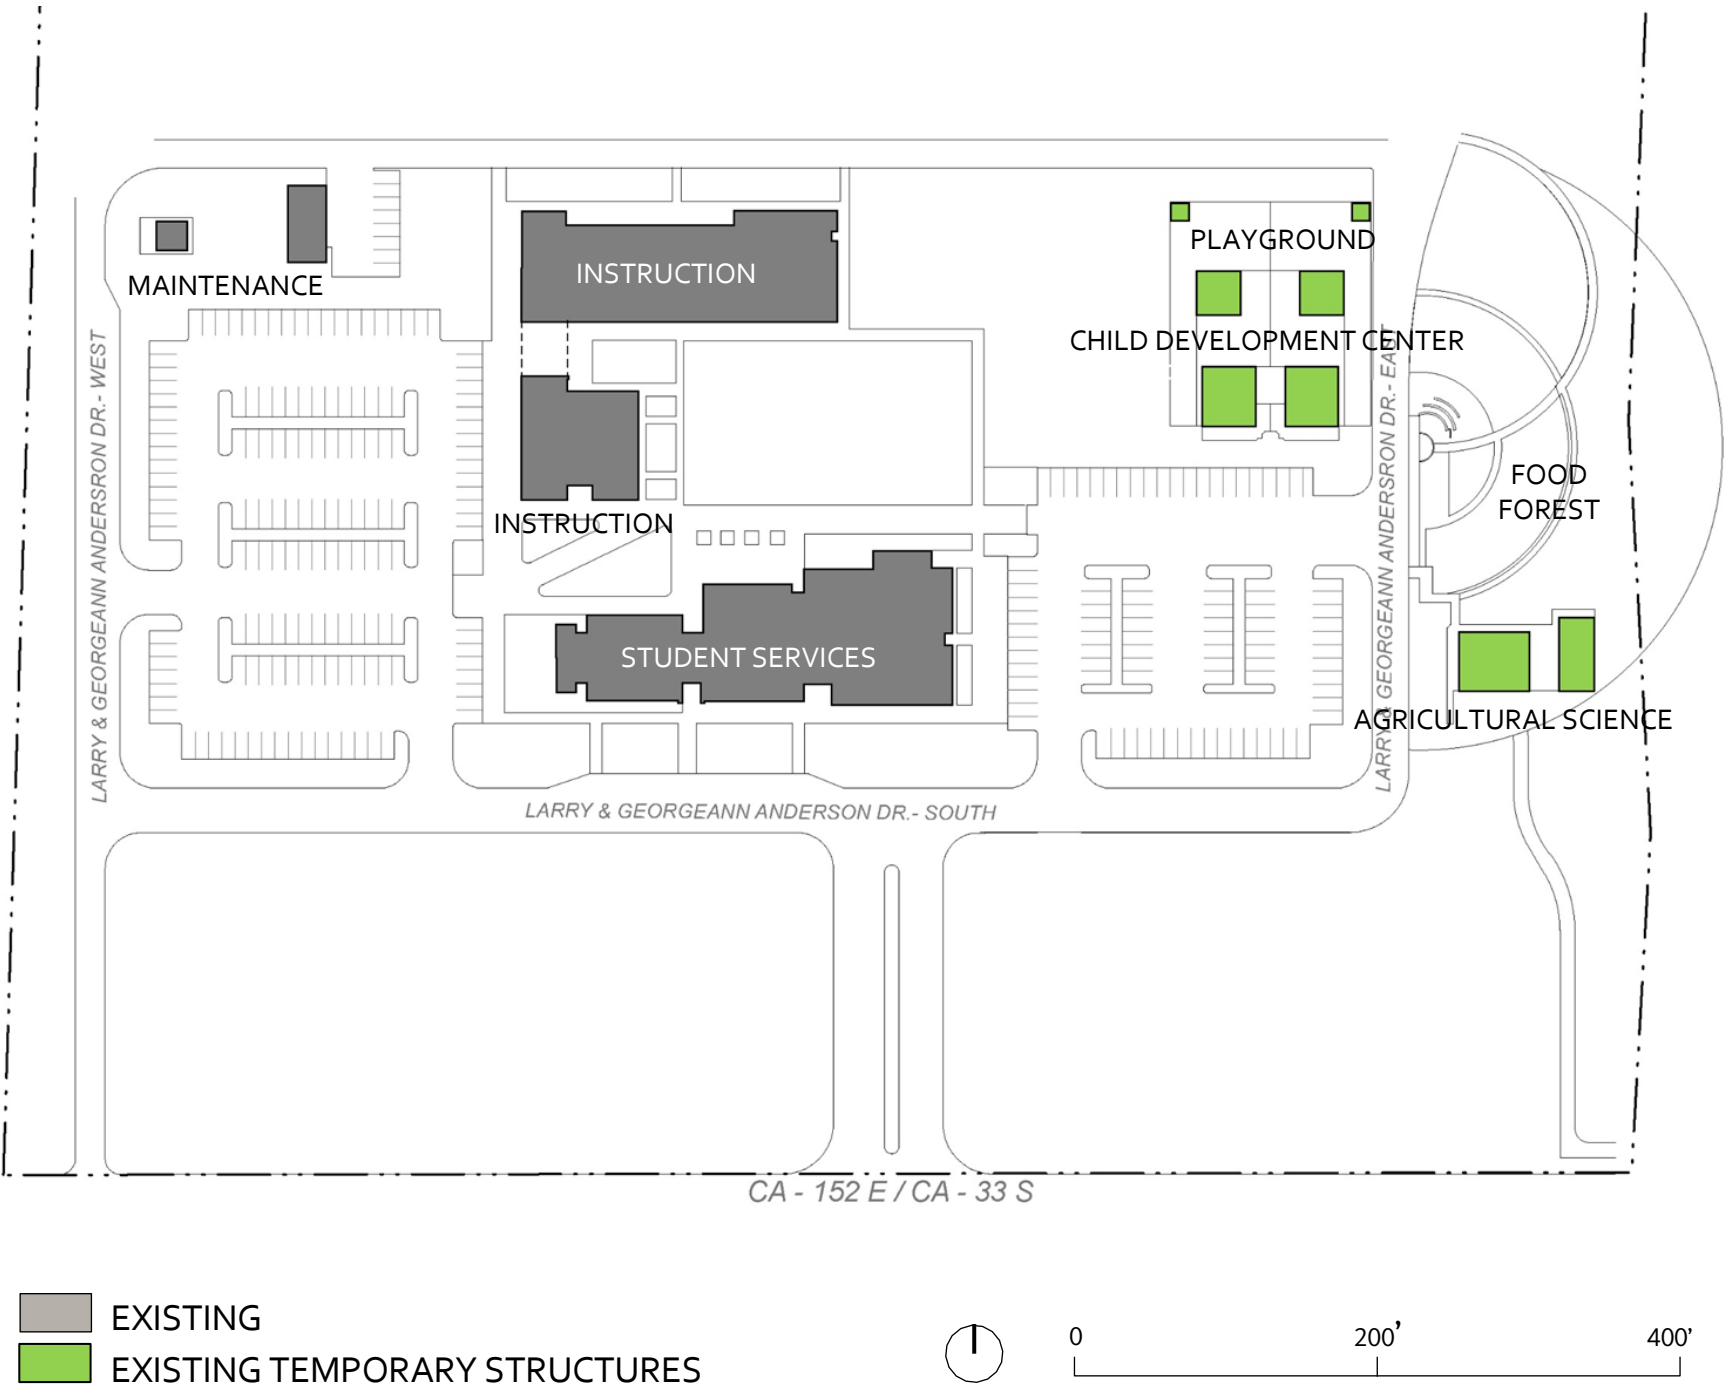 PLAYGROUND
INSTRUCTION
MAINTENANCE
CHILD DEVELOPMENT CENTER
LARRY & GEORGEANN ANDERSRON DR.- WEST
LARRY & GEORGEANN ANDERSRON DR.- EAST
FOOD
FOREST
INSTRUCTION
STUDENT SERVICES
AGRICULTURAL SCIENCE
LARRY & GEORGEANN ANDERSON DR.- SOUTH
CA - 152 E / CA - 33 S
EXISTING
EXISTING TEMPORARY STRUCTURES
0 200’ 400’